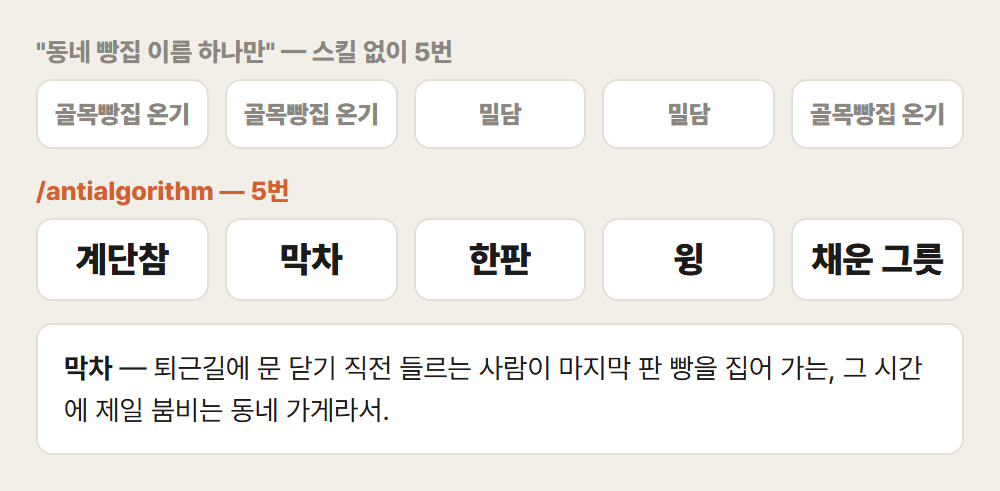 "동네 빵집 이름 하나만" — 스킬 없이 5번
골목빵집 온기 골목빵집 온기 밀담 밀담 골목빵집 온기
/antialgorithm — 5번
계단참 막차 한판 윙 채운 그릇
막차 — 퇴근길에 문 닫기 직전 들르는 사람이 마지막 판 빵을 집어 가는, 그 시간
에 제일 붐비는 동네 가게라서.